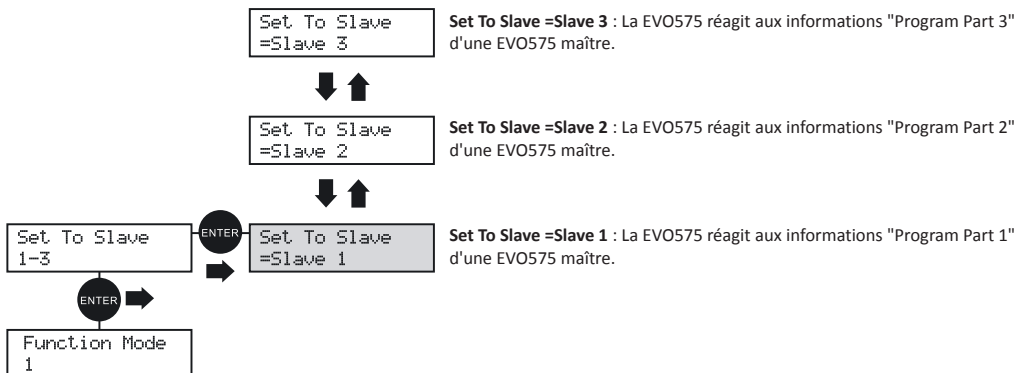 Set To Slave
=Slave 3
Set To Slave =Slave 3 : La EVO575 réagit aux informations "Program Part 3"
d'une EVO575 maître.
Set To Slave
=Slave 2
Set To Slave =Slave 2 : La EVO575 réagit aux informations "Program Part 2"
d'une EVO575 maître.
Set To Slave
1-3
ENTER
Set To Slave
=Slave 1
Set To Slave =Slave 1 : La EVO575 réagit aux informations "Program Part 1"
d'une EVO575 maître.
ENTER
Function Mode
1